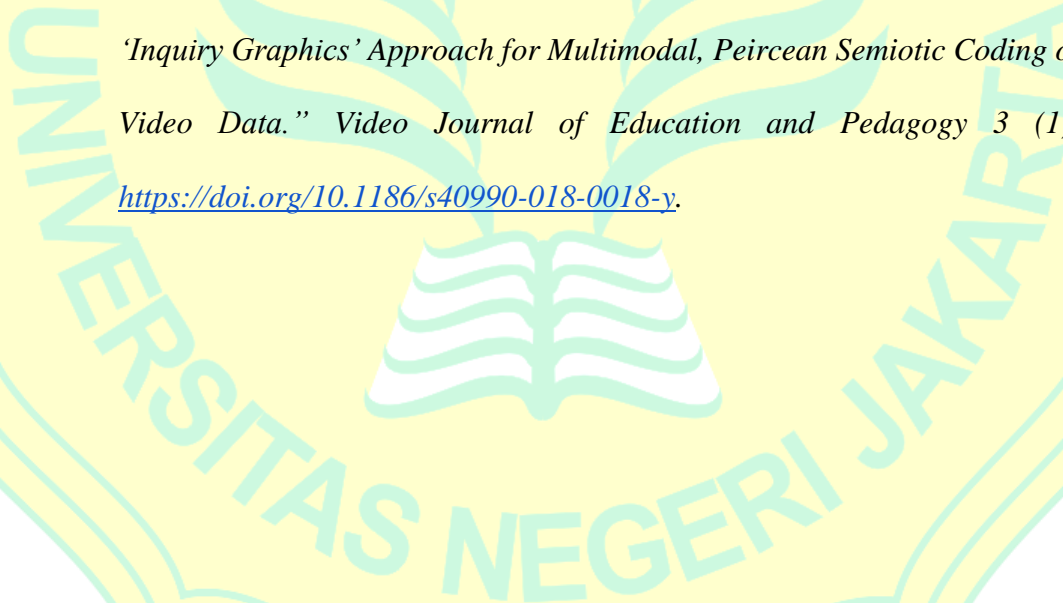 ‘Inquiry Graphics’ Approach for Multimodal, Peircean Semiotic Coding
Video Data.” Video Journal of Education and Pedagogy 3 (1
https://doi.org/10.1186/s40990-018-0018-y.
UNIVERSITAS NEGERI JAKARTA